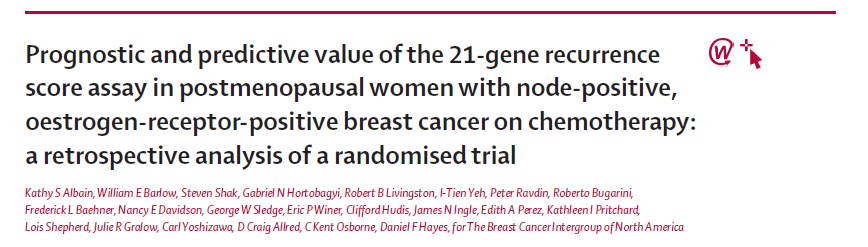 Prognostic and predictive value of the 21-gene recurrence
score assay in postmenopausal women with node-positive,
oestrogen-receptor-positive breast cancer on chemotherapy:
a retrospective analysis of a randomised trial
W
Kathy S Albain, William E Barlow, Steven Shak, Gabriel N Hortobagyi, Robert B Livingston, I-Tien Yeh, Peter Ravdin, Roberto Bugarini,
Frederick L Baehner, Nancy E Davidson, George W Sledge, Eric P Winer, Clifford Hudis, James N Ingle, Edith A Perez, Kathleen I Pritchard,
Lois Shepherd, Julie R Gralow, Carl Yoshizawa, D Craig Allred, C Kent Osborne, Daniel F Hayes, for The Breast Cancer Intergroup of North America